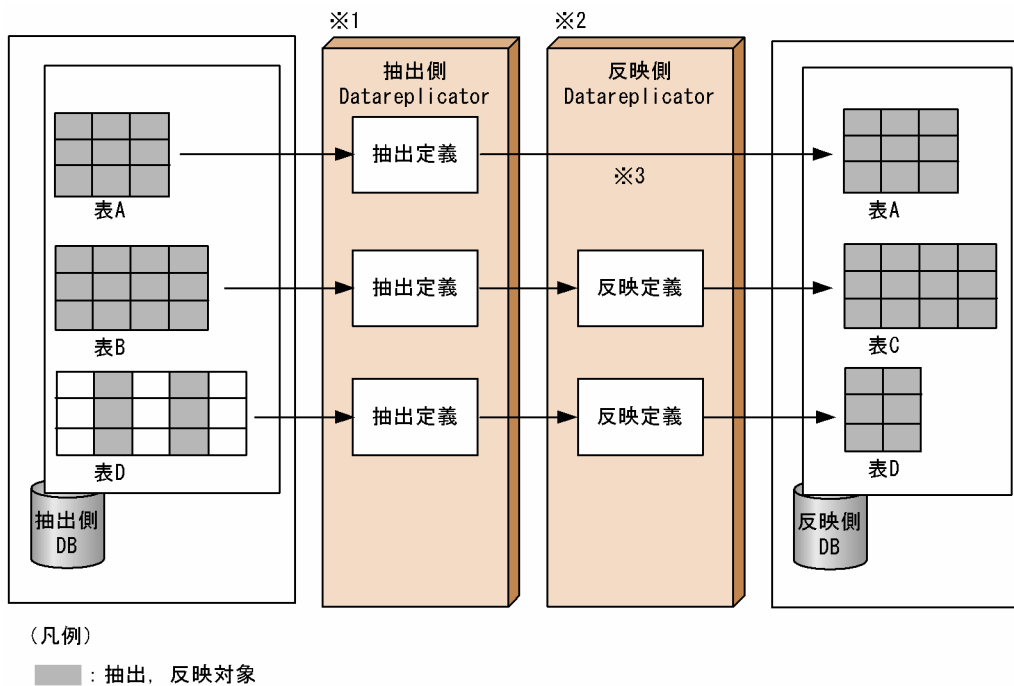 ※1
※2
抽出側
Datareplicator
反映側
Datareplicator
抽出定義
※3
表A
表A
抽出定義
反映定義
表B
表C
抽出定義
反映定義
表D
表D
抽出側
DB
反映側
DB
(凡例)
:抽出,反映対象